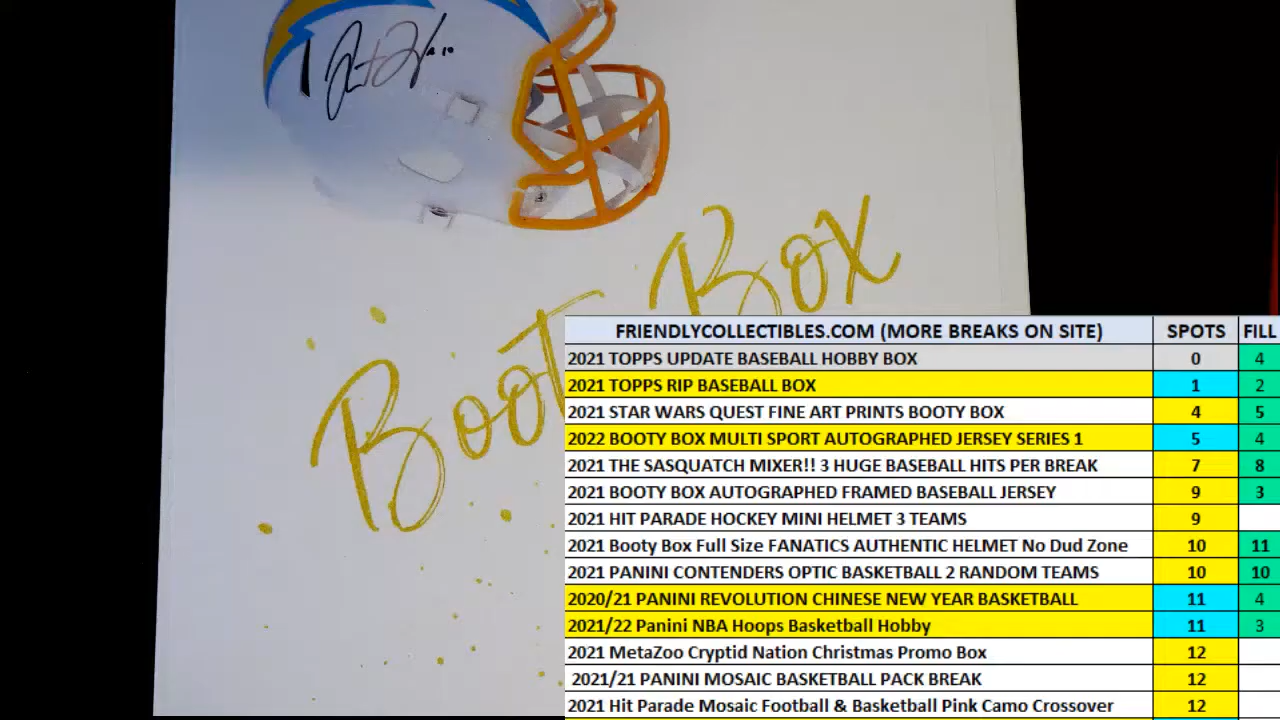 #10
Booty Box
FRIENDLYCOLLECTIBLES.COM (MORE BREAKS ON SITE) SPOTS FILL
2021 TOPPS UPDATE BASEBALL HOBBY BOX 0 4
2021 TOPPS RIP BASEBALL BOX 1 2
2021 STAR WARS QUEST FINE ART PRINTS BOOTY BOX 4 5
2022 BOOTY BOX MULTI SPORT AUTOGRAPHED JERSEY SERIES 1 5 4
2021 THE SASQUATCH MIXER!! 3 HUGE BASEBALL HITS PER BREAK 7 8
2021 BOOTY BOX AUTOGRAPHED FRAMED BASEBALL JERSEY 9 3
2021 HIT PARADE HOCKEY MINI HELMET 3 TEAMS 9
2021 Booty Box Full Size FANATICS AUTHENTIC HELMET No Dud Zone 10 11
2021 PANINI CONTENDERS OPTIC BASKETBALL 2 RANDOM TEAMS 10 10
2020/21 PANINI REVOLUTION CHINESE NEW YEAR BASKETBALL 11 4
2021/22 Panini NBA Hoops Basketball Hobby 11 3
2021 MetaZoo Cryptid Nation Christmas Promo Box 12
2021/21 PANINI MOSAIC BASKETBALL PACK BREAK 12
2021 Hit Parade Mosaic Football & Basketball Pink Camo Crossover 12